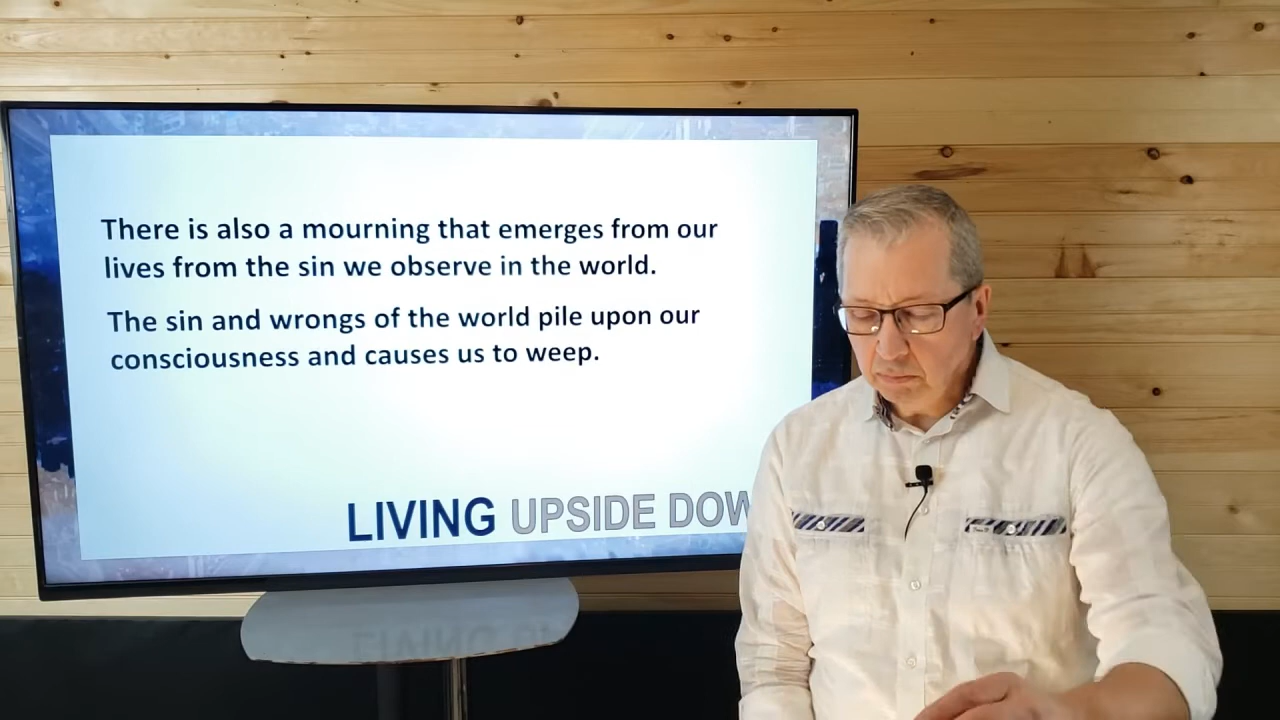 There is also a mourning that emerges from our
lives from the sin we observe in the world.
The sin and wrongs of the world pile upon our
consciousness and causes us to weep.
LIVING UPSIDE DOW